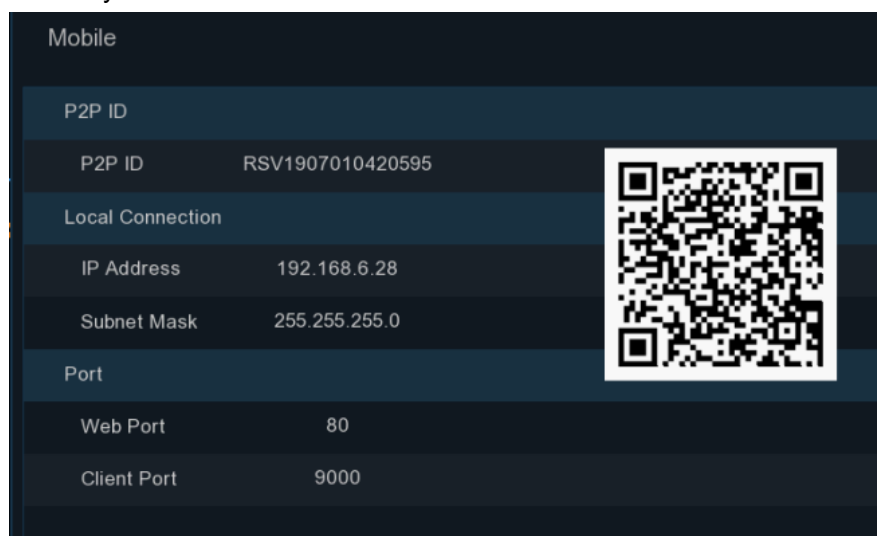 Mobile
P2P ID
P2P ID RSV1907010420595
Local Connection
IP Address 192.168.6.28
Subnet Mask 255.255.255.0
Port
Web Port 80
Client Port 9000